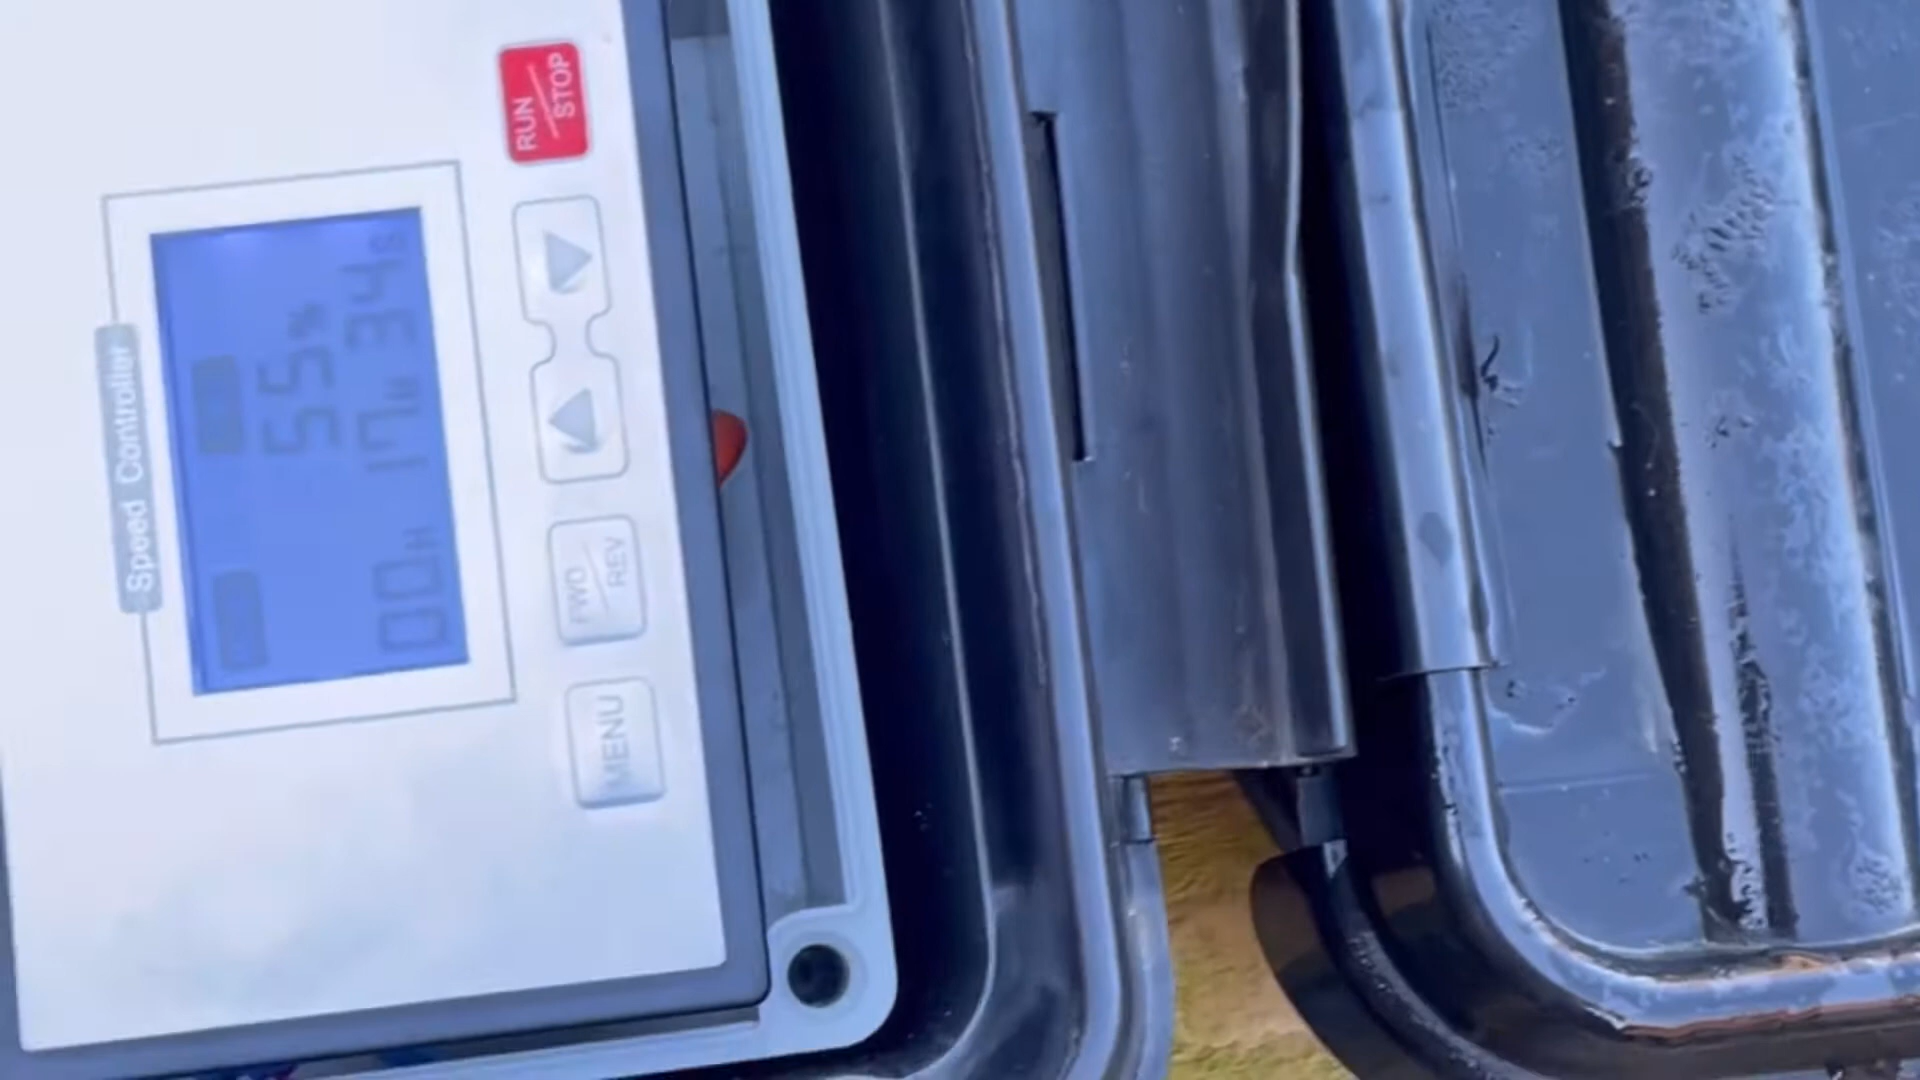 Speed Controller
55%
00H 17M 34S
MENU
FWD
REV
RUN
STOP